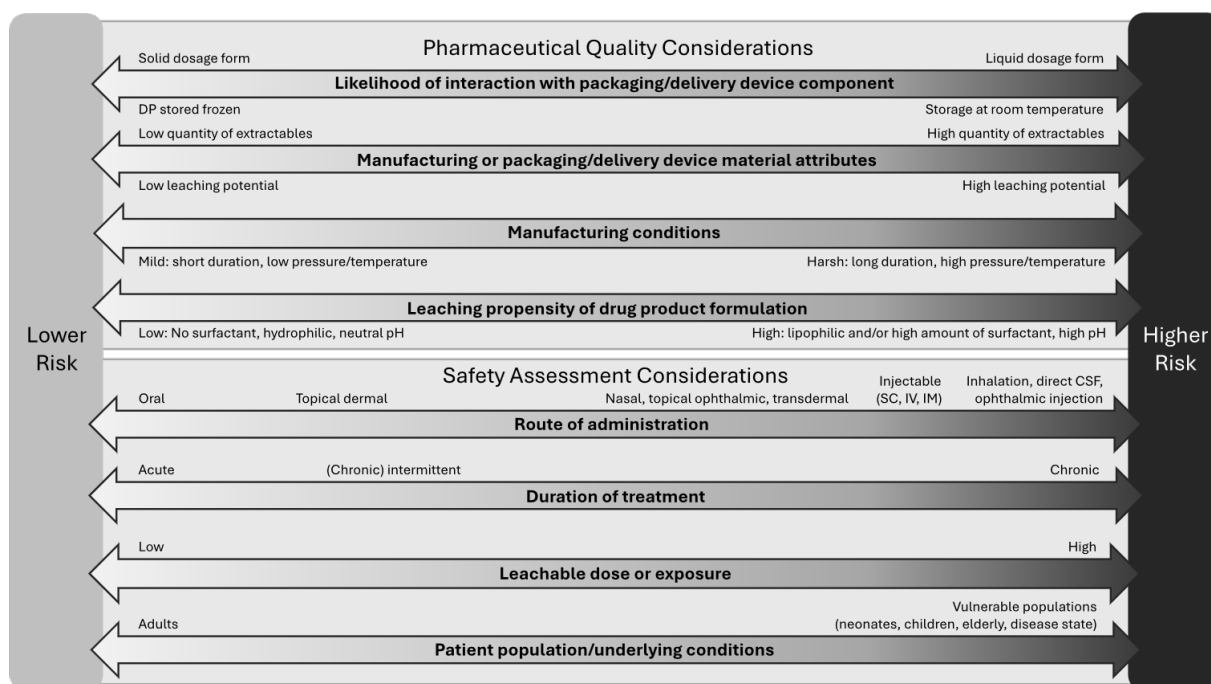 Pharmaceutical Quality Considerations
Solid dosage form
Liquid dosage form
Likelihood of interaction with packaging/delivery device component
DP stored frozen
Storage at room temperature
Low quantity of extractables
High quantity of extractables
Manufacturing or packaging/delivery device material attributes
Low leaching potential
High leaching potential
Manufacturing conditions
Mild: short duration, low pressure/temperature
Harsh: long duration, high pressure/temperature
Leaching propensity of drug product formulation
Low: No surfactant, hydrophilic, neutral pH
High: lipophilic and/or high amount of surfactant, high pH
Lower
Risk
Higher
Risk
Safety Assessment Considerations
Oral
Topical dermal
Nasal, topical ophthalmic, transdermal
Injectable
(SC, IV, IM)
Inhalation, direct CSF,
ophthalmic injection
Route of administration
Acute
(Chronic) intermittent
Chronic
Duration of treatment
Low
High
Leachable dose or exposure
Adults
Vulnerable populations
(neonates, children, elderly, disease state)
Patient population/underlying conditions